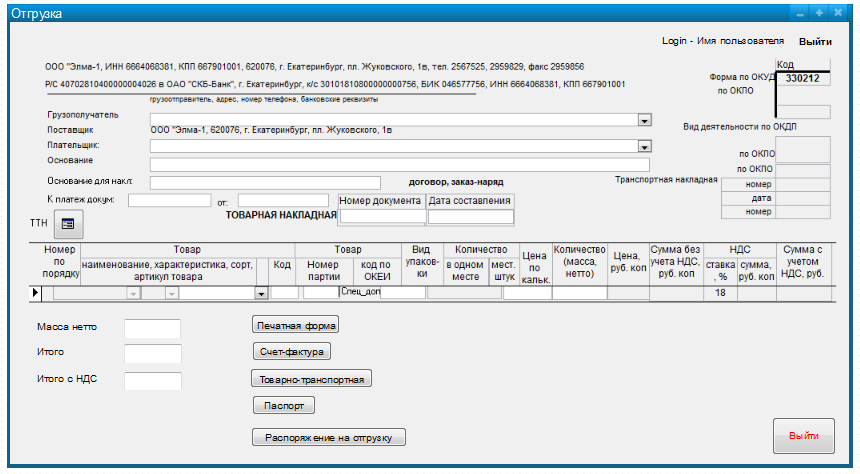 Отгрузка
Login - Имя пользователя Выйти
ООО "Элма-1, ИНН 6664068381, КПП 667901001, 620076, г. Екатеринбург, пл. Жуковского, 1в, тел. 2567525, 2959829, факс 2959856
Код
Форма по ОКУД 330212
Р/С 40702810400000004026 в ОАО "СКБ-Банк", г. Екатеринбург, к/с 30101810800000000756, БИК 046577756, ИНН 6664068381, КПП 667901001
по ОКПО
грузоотправитель, адрес, номер телефона, банковские реквизиты
Грузополучатель
Поставщик ООО "Элма-1, 620076, г. Екатеринбург, пл. Жуковского, 1в
Вид деятельности по ОКДП
Плательщик:
по ОКПО
Основание
по ОКПО
Основание для накл: договор, заказ-наряд Транспортная накладная номер
дата
К платеж докум: от: Номер документа Дата составления
номер
ТОВАРНАЯ НАКЛАДНАЯ
ТТН
Номер по порядку
Товар
наименование, характеристика, сорт, артикул товара
Код
Товар
Номер партии
код по ОКЕИ
Вид упаков-ки
Количество
в одном месте
мест. штук
Цена по кальк.
Количество (масса, нетто)
Цена, руб. коп
Сумма без учета НДС, руб. коп
НДС
ставка, %
сумма, руб. коп
Сумма с учетом НДС, руб.
Спец_доп 18
Масса нетто Печатная форма
Итого Счет-фактура
Итого с НДС Товарно-транспортная
Паспорт
Распоряжение на отгрузку
Выйти